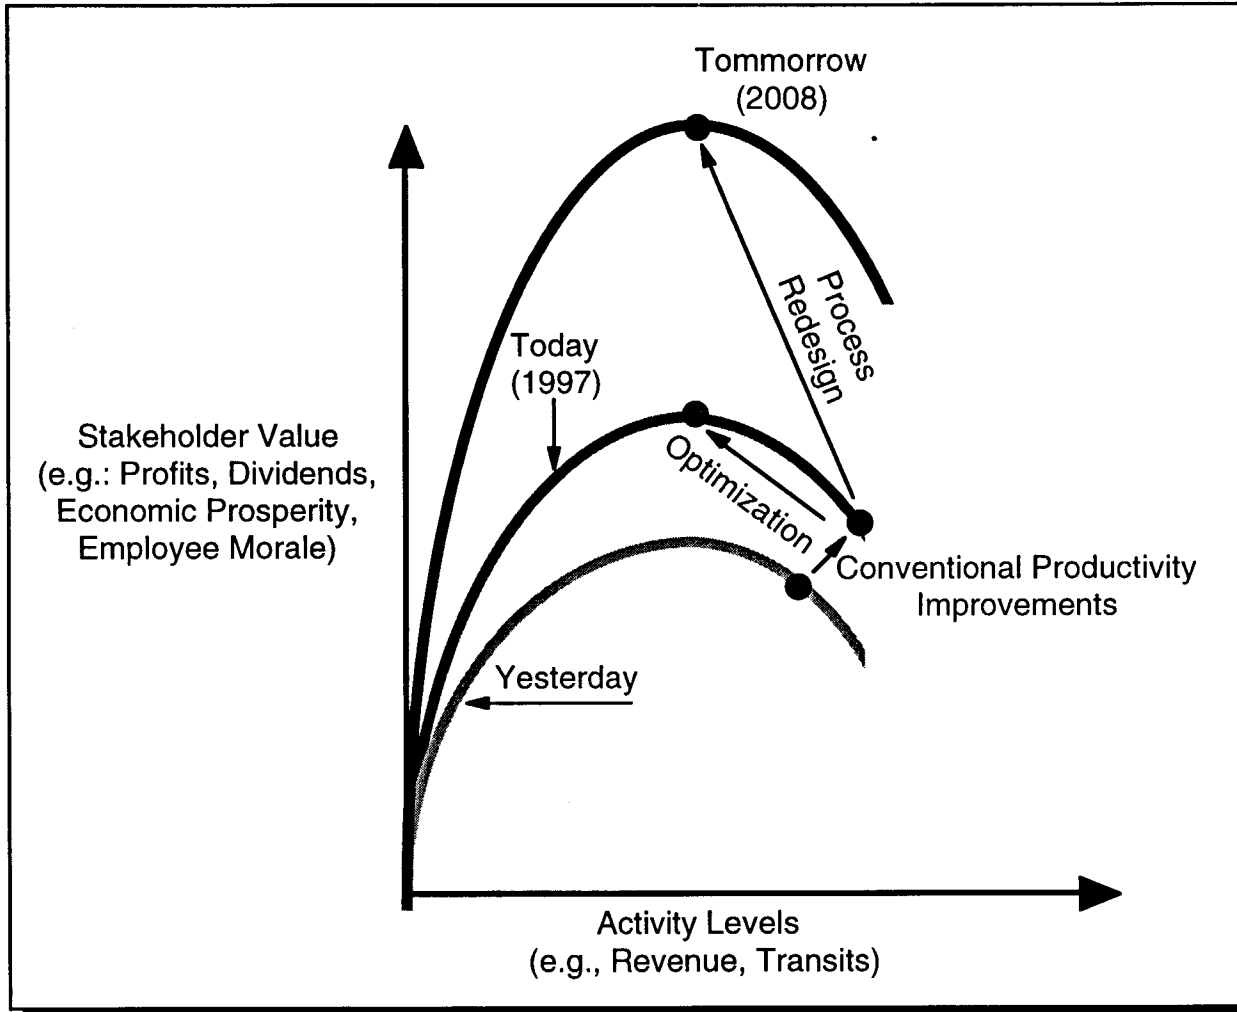 Tommorrow
(2008)
Process
Redesign
Today
(1997)
Stakeholder Value
(e.g.: Profits, Dividends,
Economic Prosperity,
Employee Morale)
Optimization
Conventional Productivity
Improvements
Yesterday
Activity Levels
(e.g., Revenue, Transits)